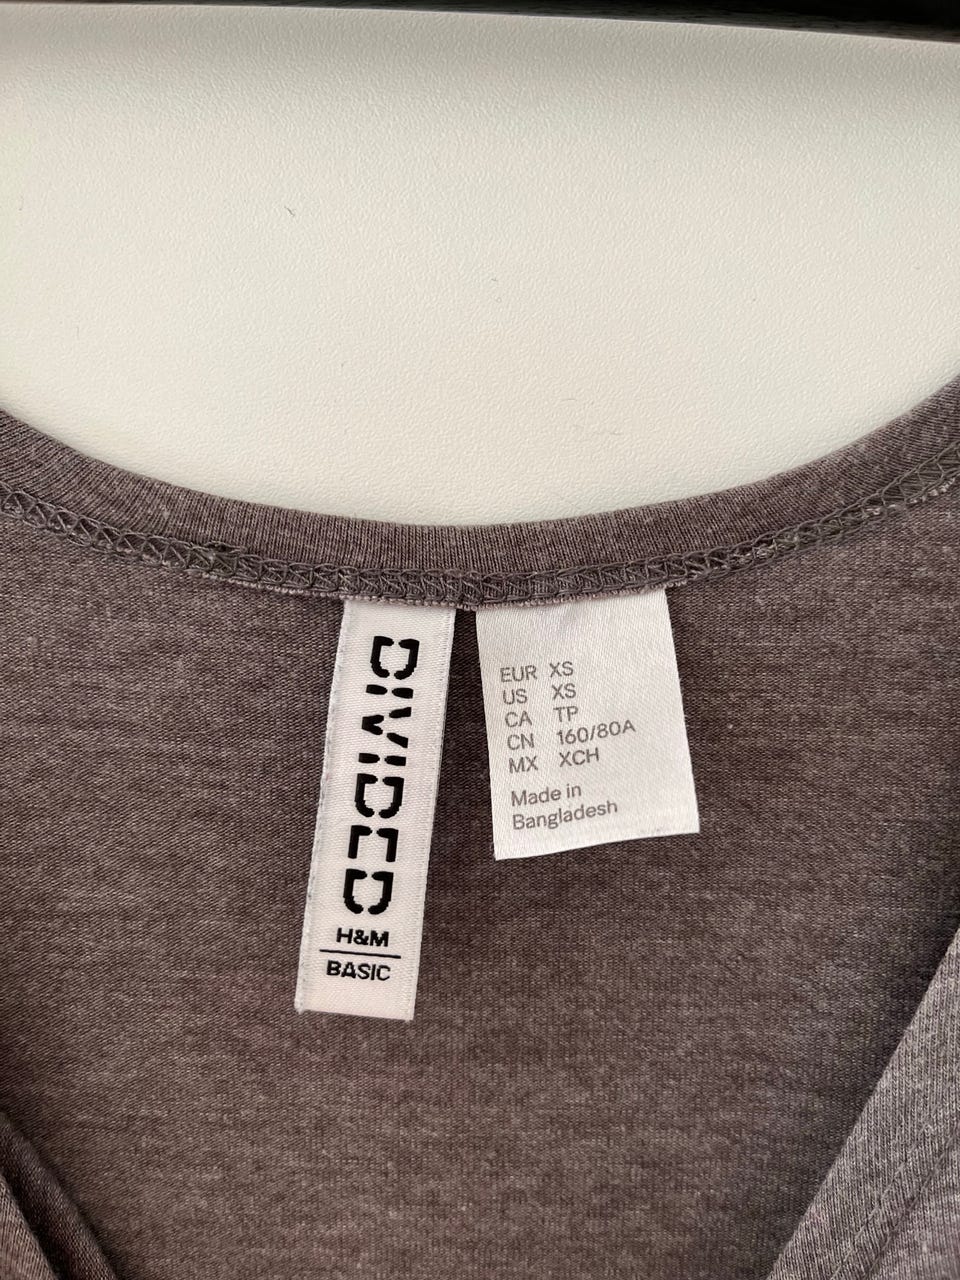 DIVIDED
H&M
BASIC
EUR XS
US XS
CA TP
CN 160/80A
MX XCH
Made in
Bangladesh